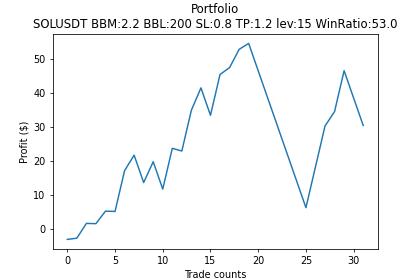 Portfolio
SOLUSDT BBM:2.2 BBL:200 SL:0.8 TP:1.2 lev:15 WinRatio:53.0
50
40
30
20
10
0
Profit ($)
0 5 10 15 20 25 30
Trade counts